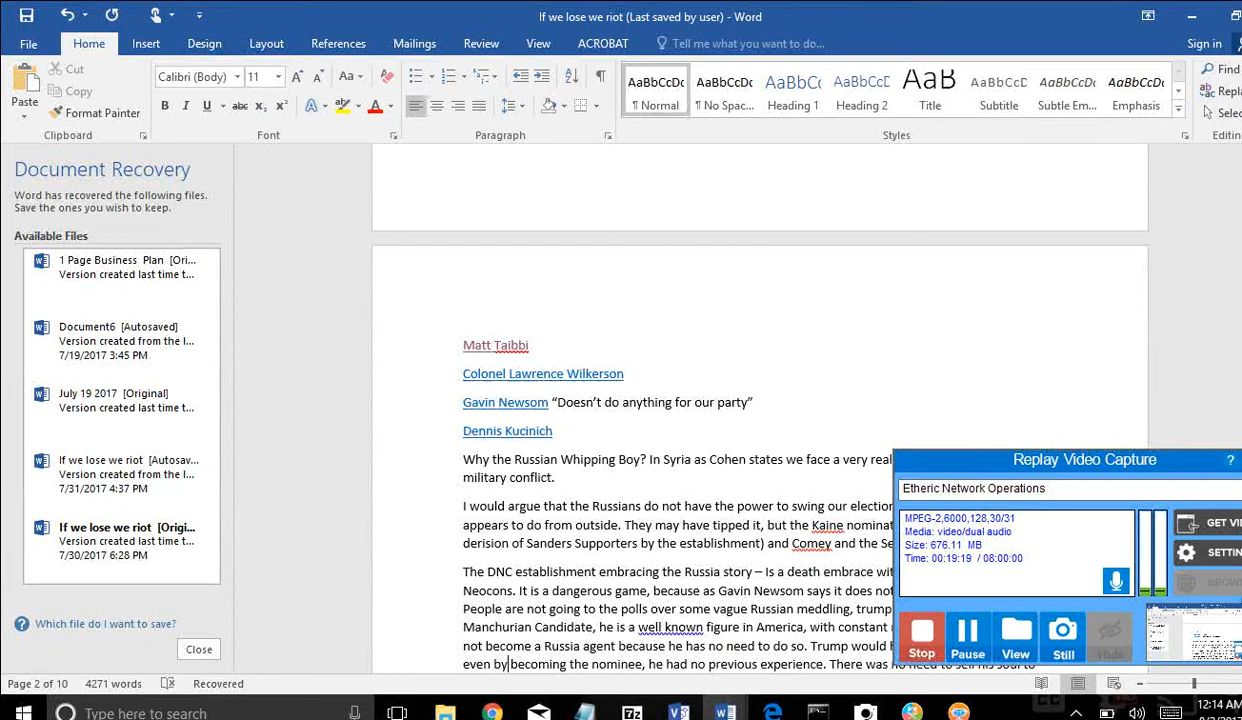 If we lose we riot (Last saved by user) - Word
File Home Insert Design Layout References Mailings Review View ACROBAT Tell me what you want to do... Sign in
Paste
Cut
Copy
Format Painter
Calibri (Body) 11
AaBbCcDc AaBbCcDc AaBbCc AaBbCcE AaB AaBbCcD AaBbCcDc AaBbCcDc
¶ Normal ¶ No Spac... Heading 1 Heading 2 Title Subtitle Subtle Em... Emphasis
Find
Repla
Selec
Clipboard Font Paragraph Styles Editin
Document Recovery
Word has recovered the following files.
Save the ones you wish to keep.
Available Files
1 Page Business Plan [Ori...
Version created last time t...
Document6 [Autosaved]
Version created from the l...
7/19/2017 3:45 PM
July 19 2017 [Original]
Version created last time t...
If we lose we riot [Autosav...
Version created from the l...
7/31/2017 4:37 PM
If we lose we riot [Origi...
Version created last time t...
7/30/2017 6:28 PM
Which file do I want to save?
Close
Matt Taibbi
Colonel Lawrence Wilkerson
Gavin Newsom “Doesn’t do anything for our party”
Dennis Kucinich
Why the Russian Whipping Boy? In Syria as Cohen states we face a very real
military conflict.
I would argue that the Russians do not have the power to swing our election
appears to do from outside. They may have tipped it, but the Kaine nominat
derision of Sanders Supporters by the establishment) and Comey and the Se
The DNC establishment embracing the Russia story – Is a death embrace wit
Neocons. It is a dangerous game, because as Gavin Newsom says it does not
People are not going to the polls over some vague Russian meddling, trump
Manchurian Candidate, he is a well known figure in America, with constant
not become a Russia agent because he has no need to do so. Trump would h
even by becoming the nominee, he had no previous experience. There was no need to sell his soul to
Replay Video Capture ?
Etheric Network Operations
MPEG-2,6000,128,30/31
Media: video/dual audio
Size: 676.11 MB
Time: 00:19:19 / 08:00:00
GET VI
SETTIN
BROW
Stop Pause View Still Hide
Page 2 of 10 4271 words Recovered
Type here to search
12:14 AM